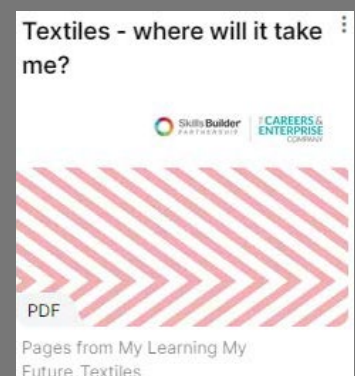 Textiles - where will it take
me?
Skills Builder
PARTNERSHIP
THE CAREERS &
ENTERPRISE
COMPANY
PDF
Pages from My Learning My
Future Textiles